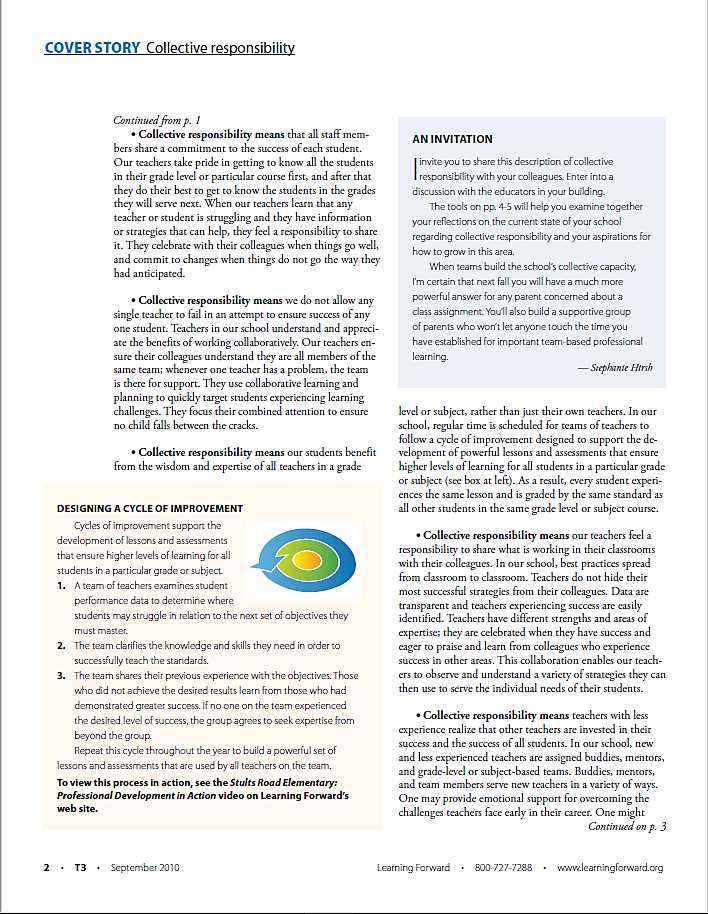 COVER STORY Collective responsibility
Continued from p. 1
• Collective responsibility means that all staff mem-
bers share a commitment to the success of each student.
Our teachers take pride in getting to know all the students
in their grade level or particular course first, and after that
they do their best to get to know the students in the grades
they will serve next. When our teachers learn that any
teacher or student is struggling and they have information
or strategies that can help, they feel a responsibility to share
it. They celebrate with their colleagues when things go well,
and commit to changes when things do not go the way they
had anticipated.
• Collective responsibility means we do not allow any
single teacher to fail in an attempt to ensure success of any
one student. Teachers in our school understand and appreci-
ate the benefits of working collaboratively. Our teachers en-
sure their colleagues understand they are all members of the
same team; whenever one teacher has a problem, the team
is there for support. They use collaborative learning and
planning to quickly target students experiencing learning
challenges. They focus their combined attention to ensure
no child falls between the cracks.
• Collective responsibility means our students benefit
from the wisdom and expertise of all teachers in a grade
DESIGNING A CYCLE OF IMPROVEMENT
Cycles of improvement support the
development of lessons and assessments
that ensure higher levels of learning for all
students in a particular grade or subject.
1. A team of teachers examines student
performance data to determine where
students may struggle in relation to the next set of objectives they
must master.
2. The team clarifies the knowledge and skills they need in order to
successfully teach the standards.
3. The team shares their previous experience with the objectives. Those
who did not achieve the desired results learn from those who had
demonstrated greater success. If no one on the team experienced
the desired level of success, the group agrees to seek expertise from
beyond the group.
Repeat this cycle throughout the year to build a powerful set of
lessons and assessments that are used by all teachers on the team.
To view this process in action, see the Stults Road Elementary:
Professional Development in Action video on Learning Forward's
web site.
AN INVITATION
I invite you to share this description of collective
responsibility with your colleagues. Enter into a
discussion with the educators in your building.
The tools on pp. 4-5 will help you examine together
your reflections on the current state of your school
regarding collective responsibility and your aspirations for
how to grow in this area.
When teams build the school's collective capacity,
I'm certain that next fall you will have a much more
powerful answer for any parent concerned about a
class assignment. You'll also build a supportive group
of parents who won't let anyone touch the time you
have established for important team-based professional
learning.
— Stephanie Hirsh
level or subject, rather than just their own teachers. In our
school, regular time is scheduled for teams of teachers to
follow a cycle of improvement designed to support the de-
velopment of powerful lessons and assessments that ensure
higher levels of learning for all students in a particular grade
or subject (see box at left). As a result, every student experi-
ences the same lesson and is graded by the same standard as
all other students in the same grade level or subject course.
• Collective responsibility means our teachers feel a
responsibility to share what is working in their classrooms
with their colleagues. In our school, best practices spread
from classroom to classroom. Teachers do not hide their
most successful strategies from their colleagues. Data are
transparent and teachers experiencing success are easily
identified. Teachers have different strengths and areas of
expertise; they are celebrated when they have success and
eager to praise and learn from colleagues who experience
success in other areas. This collaboration enables our teach-
ers to observe and understand a variety of strategies they can
then use to serve the individual needs of their students.
• Collective responsibility means teachers with less
experience realize that other teachers are invested in their
success and the success of all students. In our school, new
and less experienced teachers are assigned buddies, mentors,
and grade-level or subject-based teams. Buddies, mentors,
and team members serve new teachers in a variety of ways.
One may provide emotional support for overcoming the
challenges teachers face early in their career. One might
Continued on p. 3
2 • T3 • September 2010
Learning Forward • 800-727-7288 • www.learningforward.org